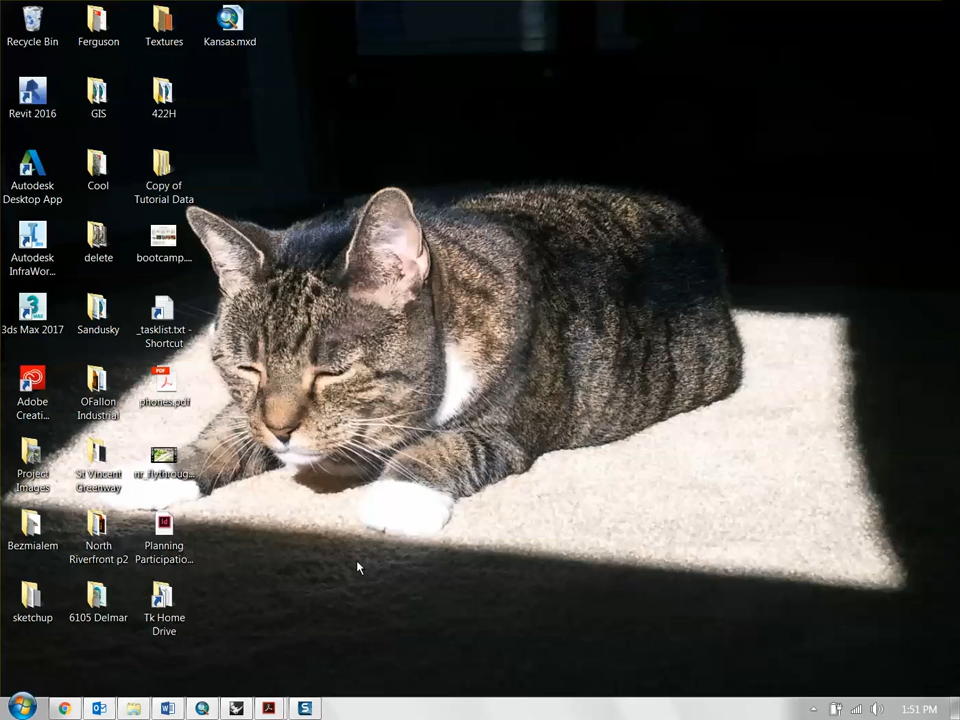 Recycle Bin
Ferguson
Textures
Kansas.mxd
Revit 2016
GIS
422H
Autodesk
Desktop App
Cool
Copy of
Tutorial Data
Autodesk
InfraWor...
delete
bootcamp....
3ds Max 2017
Sandusky
_tasklist.txt -
Shortcut
Adobe
Creati...
OFallon
Industrial
phones.pdf
Project
Images
St Vincent
Greenway
nr_flythroug...
Bezmialem
North
Riverfront p2
Planning
Participatio...
sketchup
6105 Delmar
Tk Home
Drive
1:51 PM